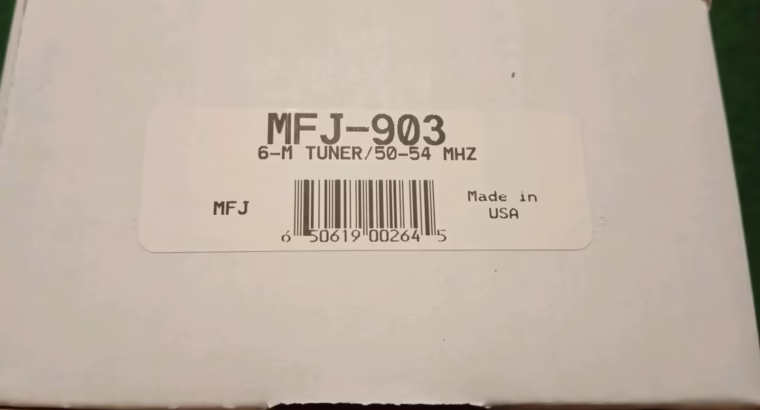 MFJ-903
6-M TUNER/50-54 MHZ
MFJ
Made in
USA
6 50619 00264 5